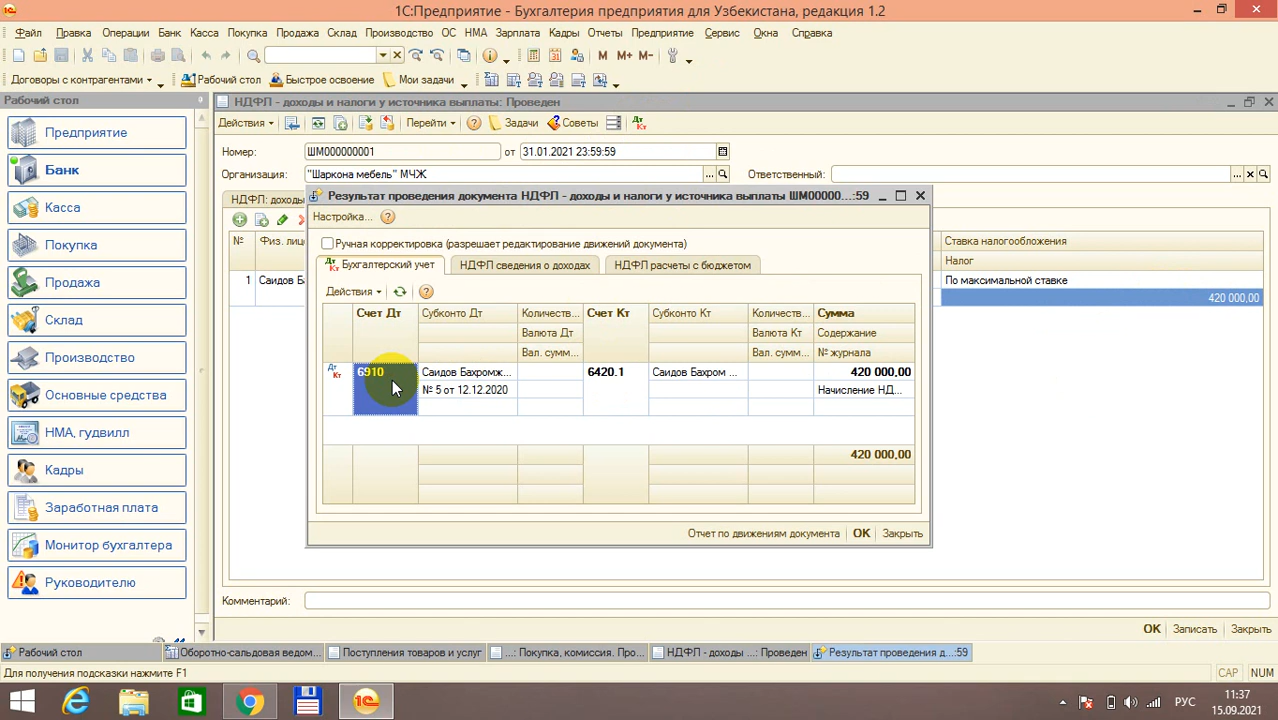 1С:Предприятие - Бухгалтерия предприятия для Узбекистана, редакция 1.2
Файл Правка Операции Банк Касса Покупка Продажа Склад Производство ОС НМА Зарплата Кадры Отчеты Предприятие Сервис Окна Справка
M M+ M-
Договоры с контрагентами Рабочий стол Быстрое освоение Мои задачи
Рабочий стол
НДФП - доходы и налоги у источника выплаты: Проведен
Действия Перейти Задачи Советы
Номер: ШМ000000001 от 31.01.2021 23:59:59
Организация: "Шаркона мебель" МЧЖ ... Ответственный: ...
Предприятие
Банк
Касса
Покупка
Продажа
Склад
Производство
Основные средства
НМА, гудвилл
Кадры
Заработная плата
Монитор бухгалтера
Руководителю
НДФЛ: доходы
№ Физ. лицо
Ставка налогообложения
Налог
1 Саидов Ба
По максимальной ставке
420 000,00
Результат проведения документа НДФП - доходы и налоги у источника выплаты ШМ00000...:59
Настройка...
Ручная корректировка (разрешает редактирование движений документа)
Бухгалтерский учет НДФЛ сведения о доходах НДФЛ расчеты с бюджетом
Действия
Счет Дт Субконто Дт Количеств... Счет Кт Субконто Кт Количеств... Сумма
Валюта Дт Валюта Кт Содержание
Вал. сумм... Вал. сумм... № журнала
6910 Саидов Бахромж... 6420.1 Саидов Бахром ... 420 000,00
№ 5 от 12.12.2020 Начисление НД...
420 000,00
Отчет по движениям документа OK Закрыть
Комментарий:
OK Записать Закрыть
Рабочий стол Оборотно-сальдовая ведом... Поступления товаров и услуг ...: Покупка, комиссия. Про... НДФЛ - доходы ...: Проведен Результат проведения д...:59
Для получения подсказки нажмите F1
CAP NUM
РУС
11:37
15.09.2021